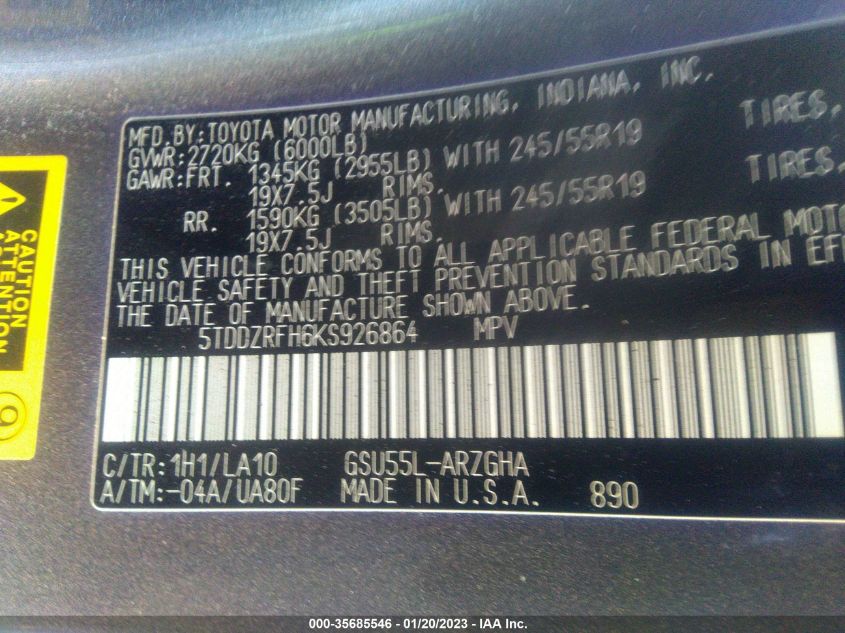 MFD.BY:TOYOTA MOTOR MANUFACTURING, INDIANA, INC.
GVWR:2720KG (6000LB)
GAWR:FRT. 1345KG (2955LB) WITH 245/55R19 TIRES,
19X7.5J RIMS.
RR. 1590KG (3505LB) WITH 245/55R19 TIRES,
19X7.5J RIMS.
THIS VEHICLE CONFORMS TO ALL APPLICABLE FEDERAL MOTO
VEHICLE SAFETY AND THEFT PREVENTION STANDARDS IN EFF
THE DATE OF MANUFACTURE SHOWN ABOVE.
5TDDZRFH6KS926864 MPV
C/TR:1H1/LA10 GSU55L-ARZGHA
A/TM:-04A/UA80F MADE IN U.S.A. 890
CAUTION
ATTENTION
9
000-35685546 - 01/20/2023 - IAA Inc.